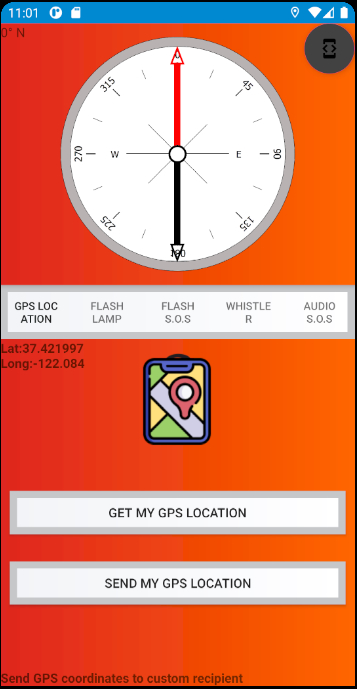 11:01
0° N
0
315
45
270
W
E
90
225
135
180
GPS LOC
ATION
FLASH
LAMP
FLASH
S.O.S
WHISTLE
R
AUDIO
S.O.S
Lat:37.421997
Long:-122.084
GET MY GPS LOCATION
SEND MY GPS LOCATION
Send GPS coordinates to custom recipient